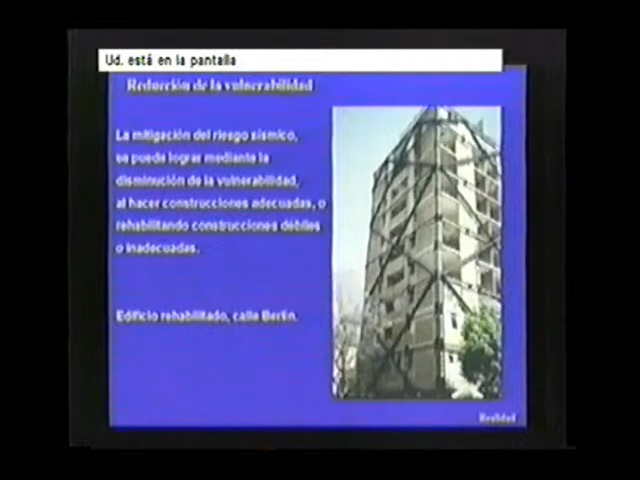 Ud. está en la pantalla
Reducción de la vulnerabilidad
La mitigación del riesgo sísmico,
se puede lograr mediante la
disminución de la vulnerabilidad,
al hacer construcciones adecuadas, o
rehabilitando construcciones débiles
o inadecuadas.
Edificio rehabilitado, calle Berlín.
Realidad